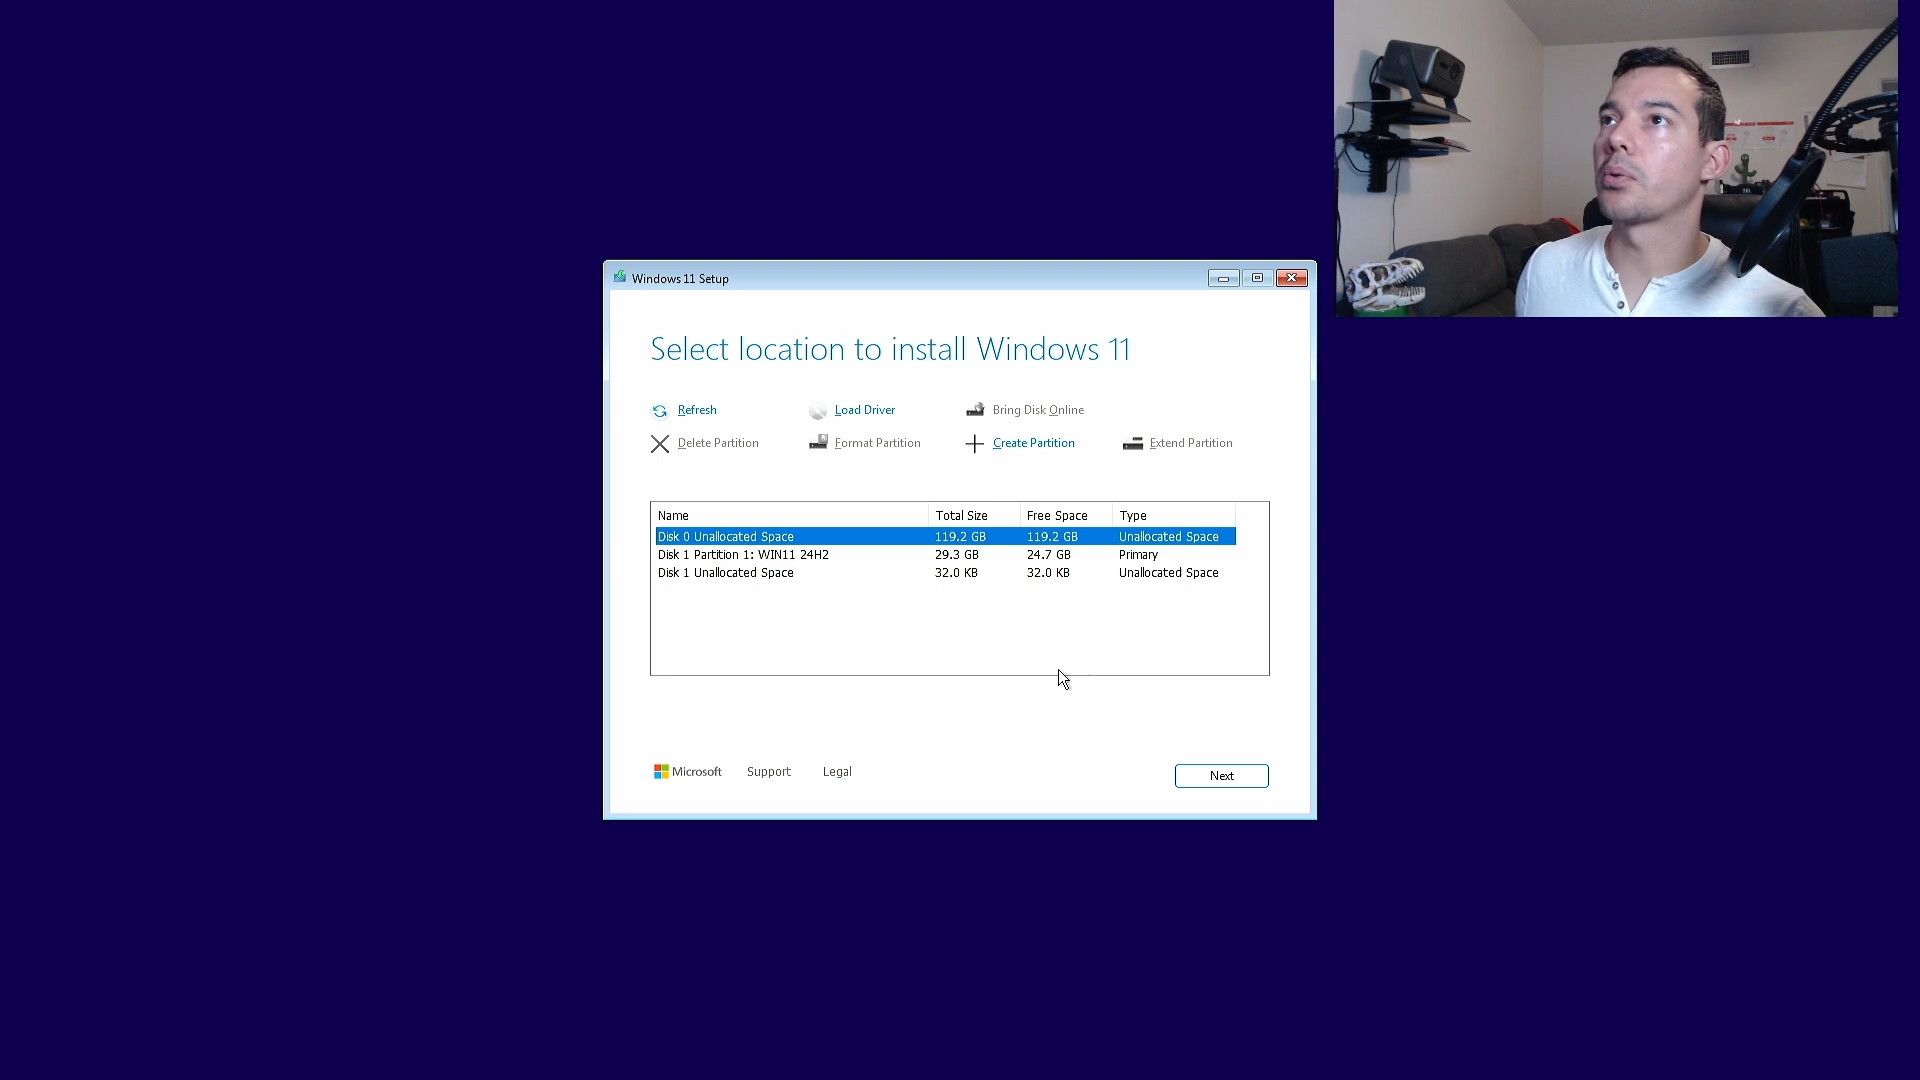 Windows 11 Setup
Select location to install Windows 11
Refresh Load Driver Bring Disk Online
Delete Partition Format Partition Create Partition Extend Partition
Name Total Size Free Space Type
Disk 0 Unallocated Space 119.2 GB 119.2 GB Unallocated Space
Disk 1 Partition 1: WIN11 24H2 29.3 GB 24.7 GB Primary
Disk 1 Unallocated Space 32.0 KB 32.0 KB Unallocated Space
Microsoft Support Legal Next